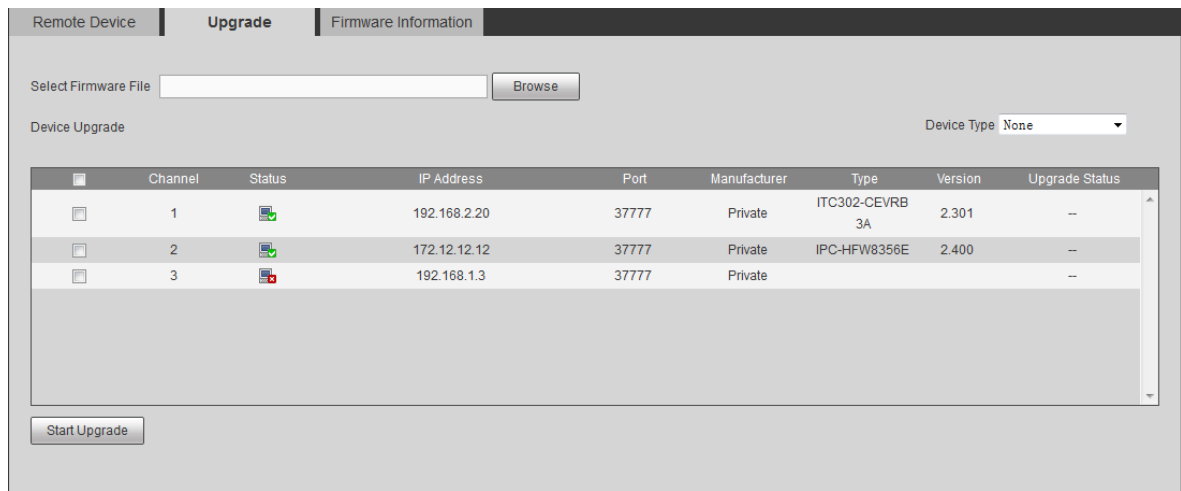 Remote Device Upgrade Firmware Information
Select Firmware File Browse
Device Upgrade Device Type None
Channel Status IP Address Port Manufacturer Type Version Upgrade Status
1 192.168.2.20 37777 Private ITC302-CEVRB 2.301 --
3A
2 172.12.12.12 37777 Private IPC-HFW8356E 2.400 --
3 192.168.1.3 37777 Private --
Start Upgrade